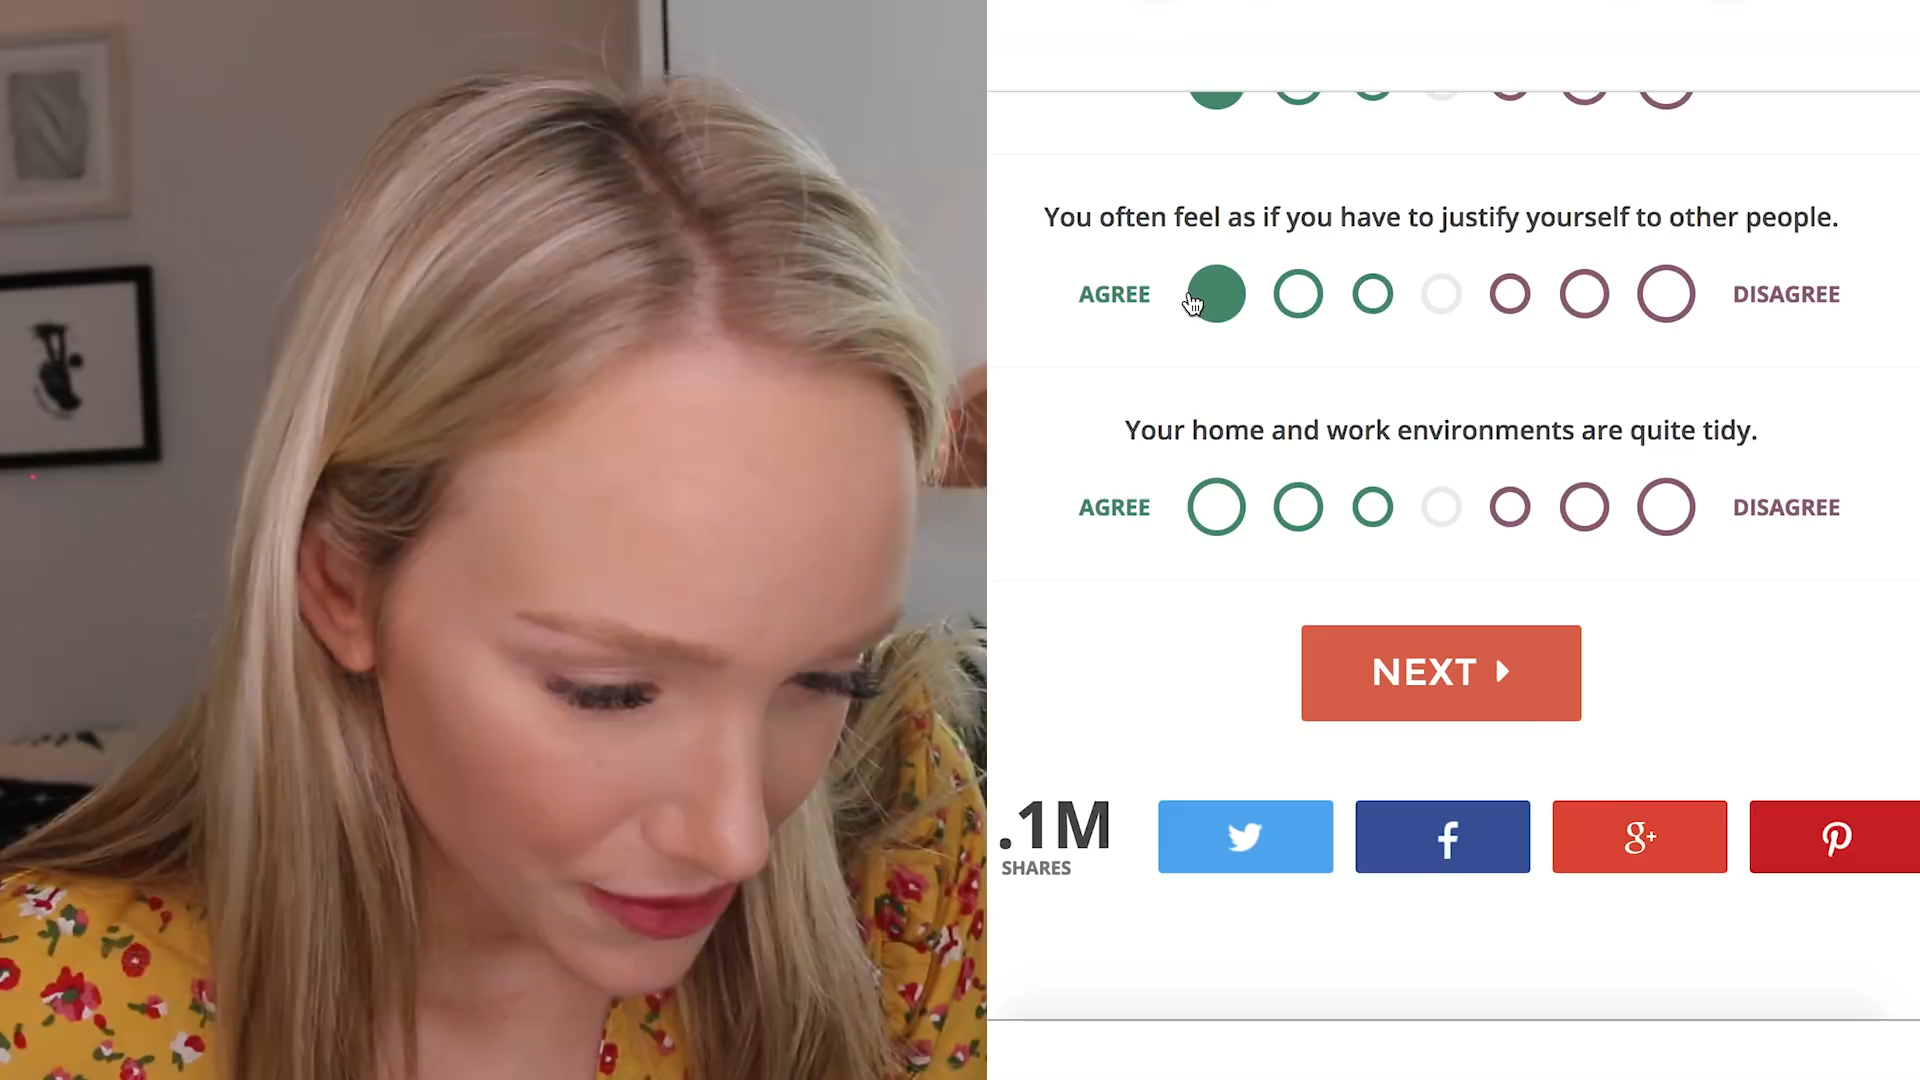 You often feel as if you have to justify yourself to other people.
AGREE DISAGREE
Your home and work environments are quite tidy.
AGREE DISAGREE
NEXT
.1M
SHARES
g+